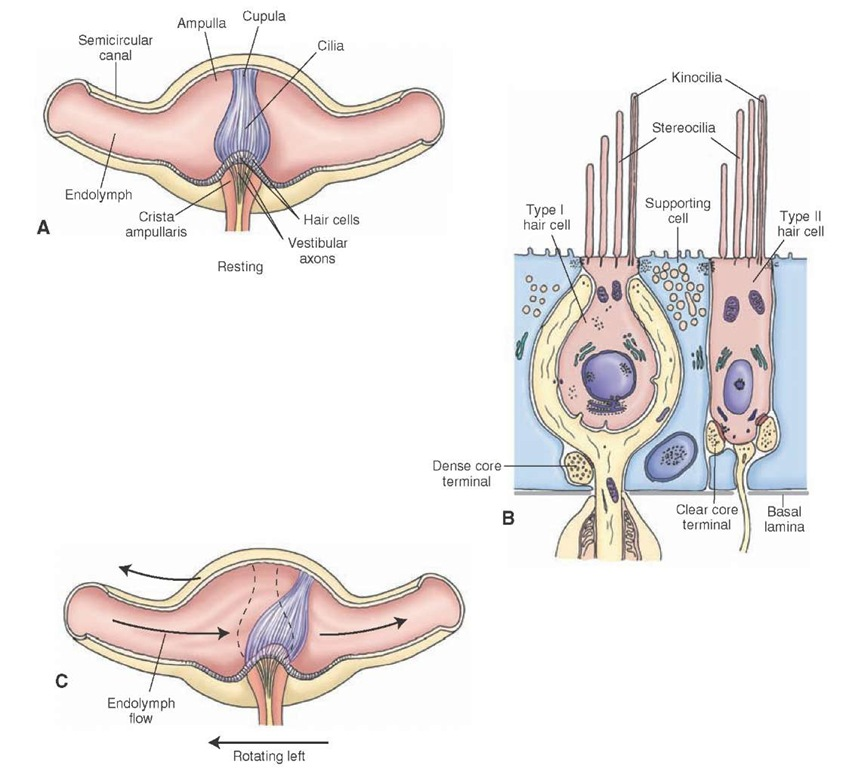 Ampulla
Cupula
Semicircular
canal
Cilia
Endolymph
Crista
ampullaris
Hair cells
Vestibular
axons
A
Resting
Kinocilia
Stereocilia
Type I
hair cell
Supporting
cell
Type II
hair cell
Dense core
terminal
Clear core
terminal
Basal
lamina
B
C
Endolymph
flow
Rotating left